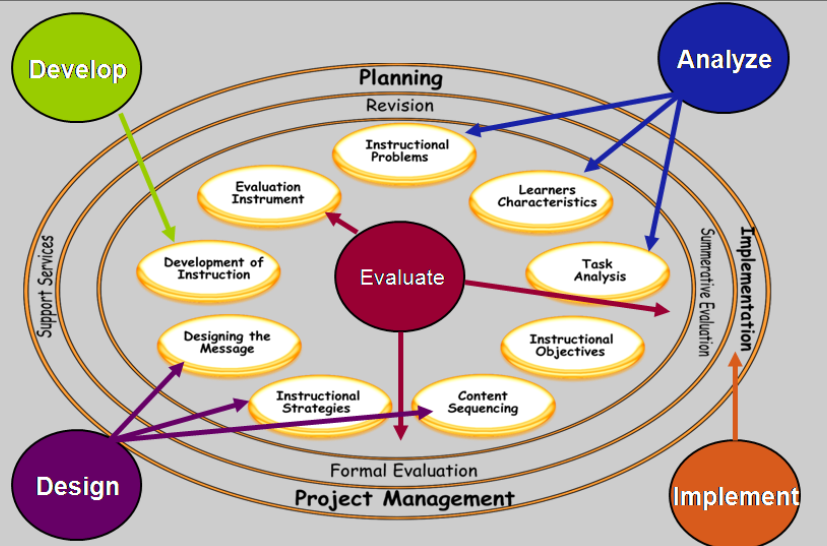 Develop
Analyze
Planning
Revision
Instructional
Problems
Evaluation
Instrument
Learners
Characteristics
Development of
Instruction
Evaluate
Task
Analysis
Support Services
Summerative Evaluation
Implementation
Designing the
Message
Instructional
Objectives
Instructional
Strategies
Content
Sequencing
Formal Evaluation
Project Management
Design
Implement